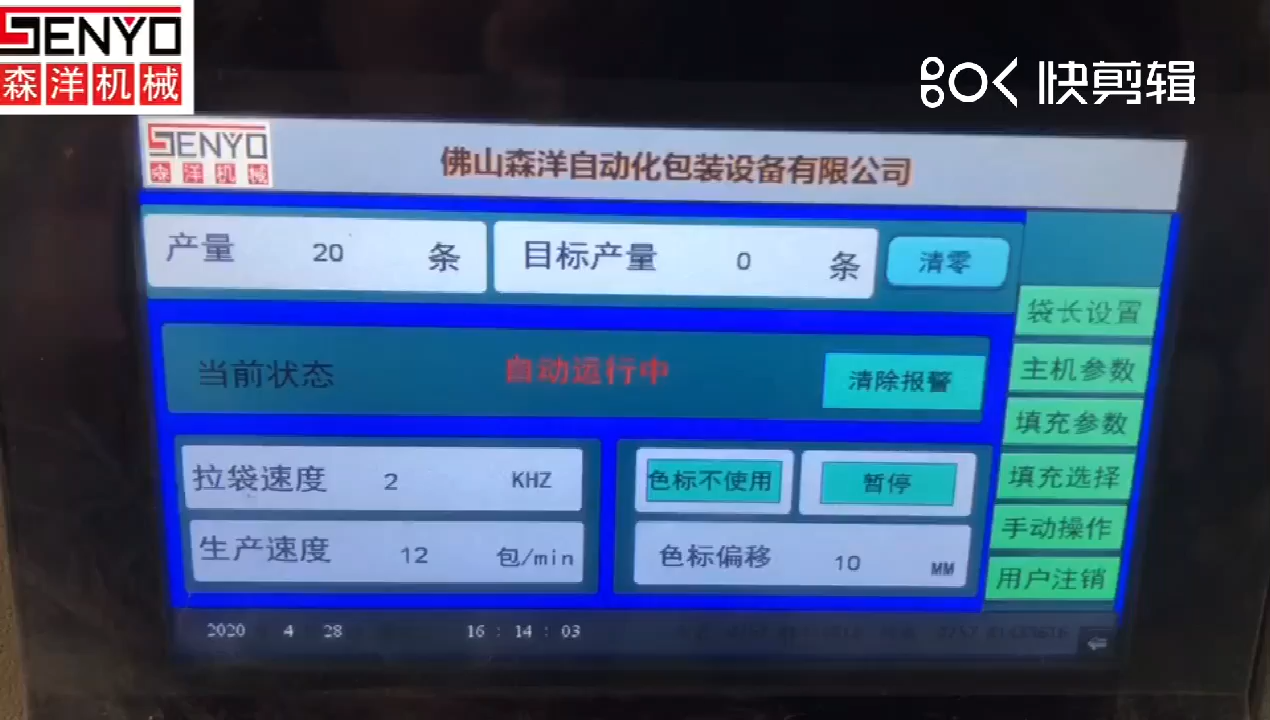 SENYO
森洋机械
快剪辑
SENYO
森洋机械
佛山森洋自动化包装设备有限公司
产量 20 条
目标产量 0 条
清零
袋长设置
当前状态 自动运行中 清除报警
主机参数
填充参数
拉袋速度 2 KHZ
色标不使用
暂停
填充选择
生产速度 12 包/min
色标偏移 10 MM
手动操作
用户注销
2020 4 28 16 : 14 : 03